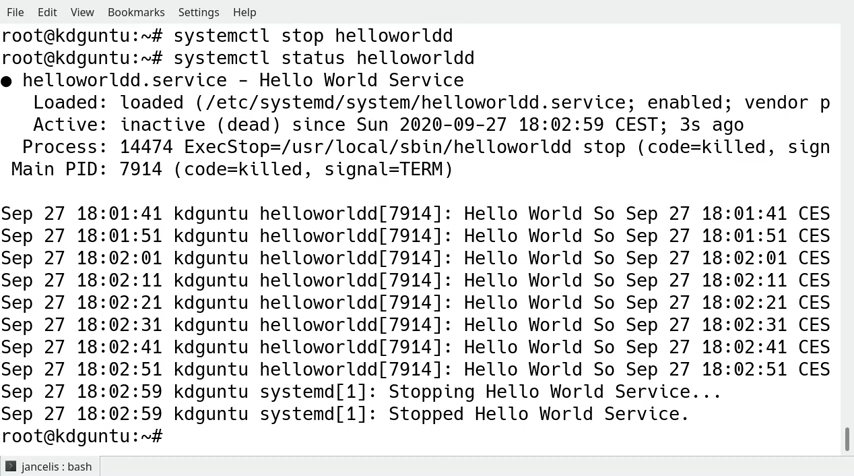 File Edit View Bookmarks Settings Help
root@kdguntu:~# systemctl stop helloworldd
root@kdguntu:~# systemctl status helloworldd
● helloworldd.service - Hello World Service
   Loaded: loaded (/etc/systemd/system/helloworldd.service; enabled; vendor p
   Active: inactive (dead) since Sun 2020-09-27 18:02:59 CEST; 3s ago
  Process: 14474 ExecStop=/usr/local/sbin/helloworldd stop (code=killed, sign
 Main PID: 7914 (code=killed, signal=TERM)

Sep 27 18:01:41 kdguntu helloworldd[7914]: Hello World So Sep 27 18:01:41 CES
Sep 27 18:01:51 kdguntu helloworldd[7914]: Hello World So Sep 27 18:01:51 CES
Sep 27 18:02:01 kdguntu helloworldd[7914]: Hello World So Sep 27 18:02:01 CES
Sep 27 18:02:11 kdguntu helloworldd[7914]: Hello World So Sep 27 18:02:11 CES
Sep 27 18:02:21 kdguntu helloworldd[7914]: Hello World So Sep 27 18:02:21 CES
Sep 27 18:02:31 kdguntu helloworldd[7914]: Hello World So Sep 27 18:02:31 CES
Sep 27 18:02:41 kdguntu helloworldd[7914]: Hello World So Sep 27 18:02:41 CES
Sep 27 18:02:51 kdguntu helloworldd[7914]: Hello World So Sep 27 18:02:51 CES
Sep 27 18:02:59 kdguntu systemd[1]: Stopping Hello World Service...
Sep 27 18:02:59 kdguntu systemd[1]: Stopped Hello World Service.
root@kdguntu:~#
jancelis : bash